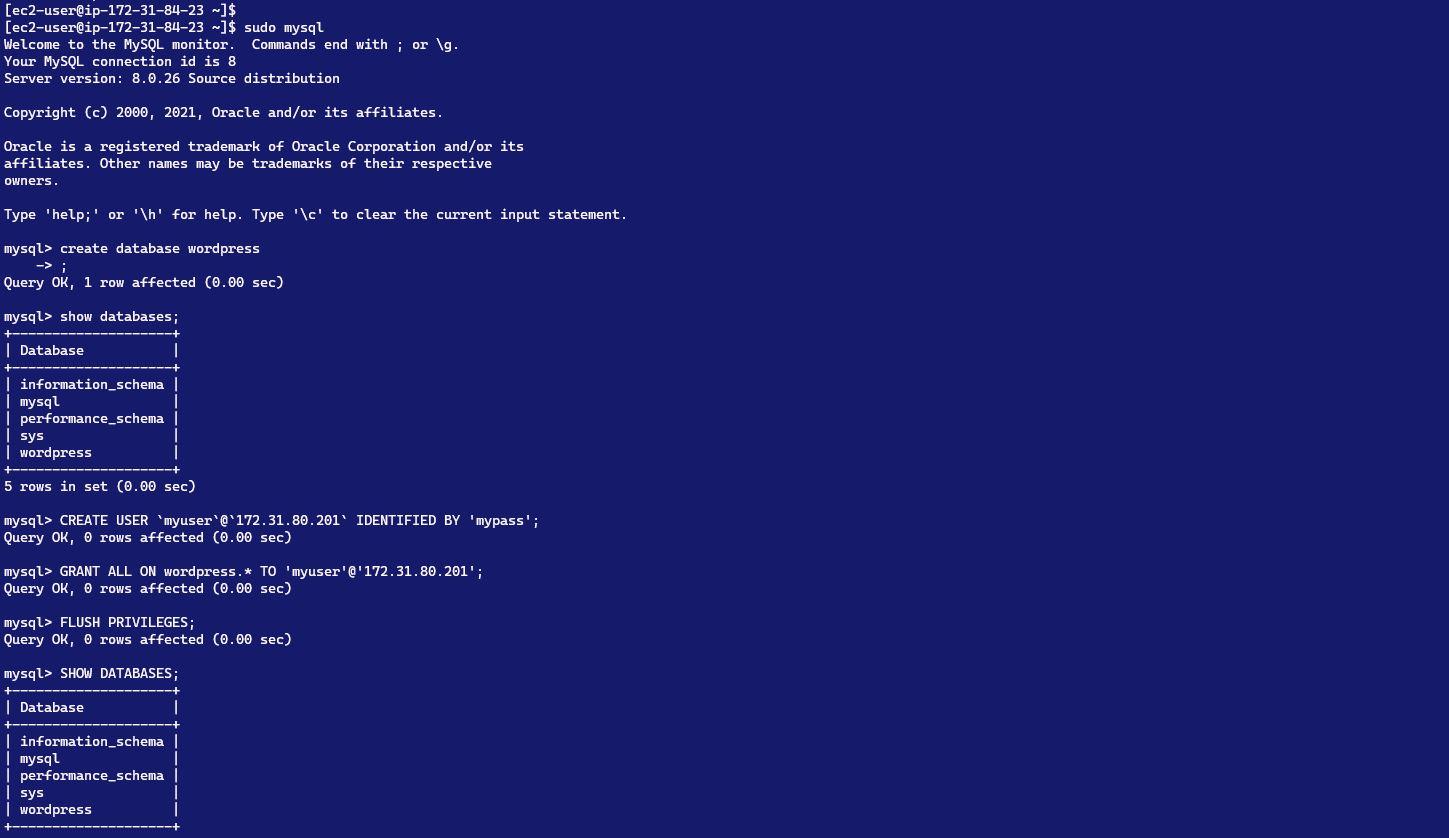 [ec2-user@ip-172-31-84-23 ~]$
[ec2-user@ip-172-31-84-23 ~]$ sudo mysql
Welcome to the MySQL monitor.  Commands end with ; or \g.
Your MySQL connection id is 8
Server version: 8.0.26 Source distribution

Copyright (c) 2000, 2021, Oracle and/or its affiliates.

Oracle is a registered trademark of Oracle Corporation and/or its
affiliates. Other names may be trademarks of their respective
owners.

Type 'help;' or '\h' for help. Type '\c' to clear the current input statement.

mysql> create database wordpress
    -> ;
Query OK, 1 row affected (0.00 sec)

mysql> show databases;
+--------------------+
| Database           |
+--------------------+
| information_schema |
| mysql              |
| performance_schema |
| sys                |
| wordpress          |
+--------------------+
5 rows in set (0.00 sec)

mysql> CREATE USER `myuser`@`172.31.80.201` IDENTIFIED BY 'mypass';
Query OK, 0 rows affected (0.00 sec)

mysql> GRANT ALL ON wordpress.* TO 'myuser'@'172.31.80.201';
Query OK, 0 rows affected (0.00 sec)

mysql> FLUSH PRIVILEGES;
Query OK, 0 rows affected (0.00 sec)

mysql> SHOW DATABASES;
+--------------------+
| Database           |
+--------------------+
| information_schema |
| mysql              |
| performance_schema |
| sys                |
| wordpress          |
+--------------------+